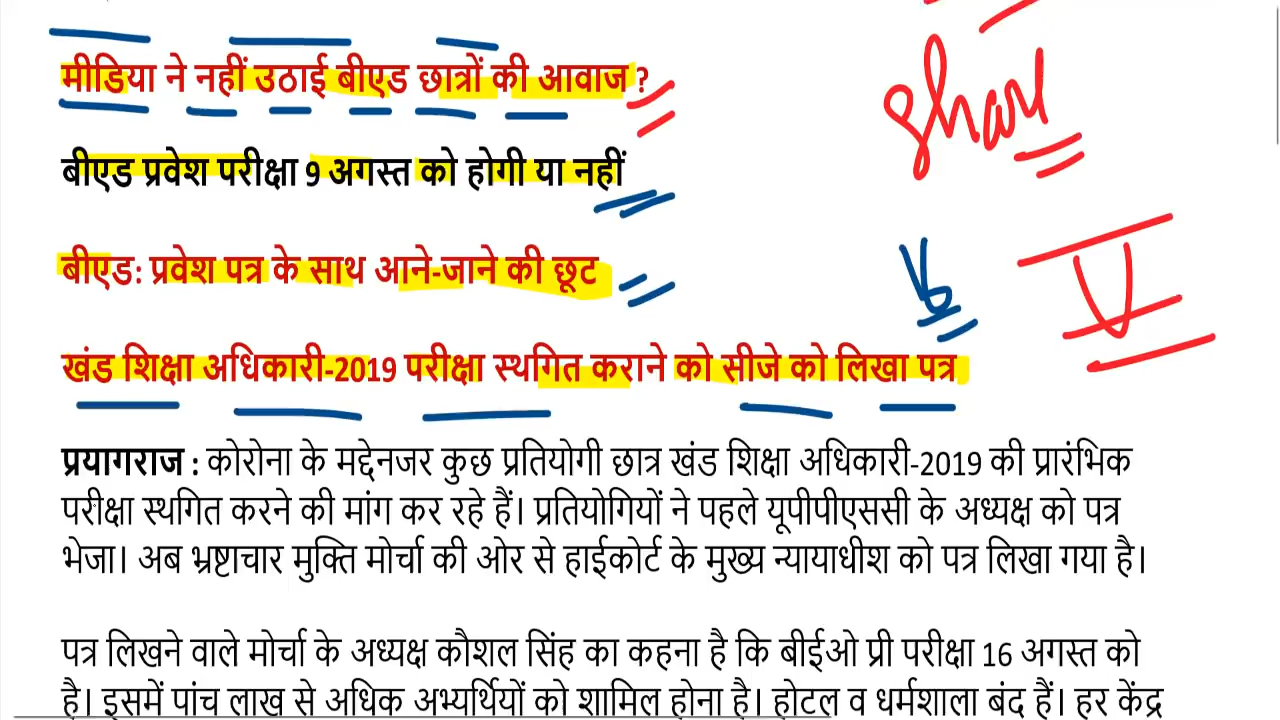 मीडिया ने नहीं उठाई बीएड छात्रों की आवाज ?
बीएड प्रवेश परीक्षा 9 अगस्त को होगी या नहीं
बीएड: प्रवेश पत्र के साथ आने-जाने की छूट
खंड शिक्षा अधिकारी-2019 परीक्षा स्थगित कराने को सीजे को लिखा पत्र
प्रयागराज : कोरोना के मद्देनजर कुछ प्रतियोगी छात्र खंड शिक्षा अधिकारी-2019 की प्रारंभिक
परीक्षा स्थगित करने की मांग कर रहे हैं। प्रतियोगियों ने पहले यूपीपीएससी के अध्यक्ष को पत्र
भेजा। अब भ्रष्टाचार मुक्ति मोर्चा की ओर से हाईकोर्ट के मुख्य न्यायाधीश को पत्र लिखा गया है।
पत्र लिखने वाले मोर्चा के अध्यक्ष कौशल सिंह का कहना है कि बीईओ प्री परीक्षा 16 अगस्त को
है। इसमें पांच लाख से अधिक अभ्यर्थियों को शामिल होना है। होटल व धर्मशाला बंद हैं। हर केंद्र